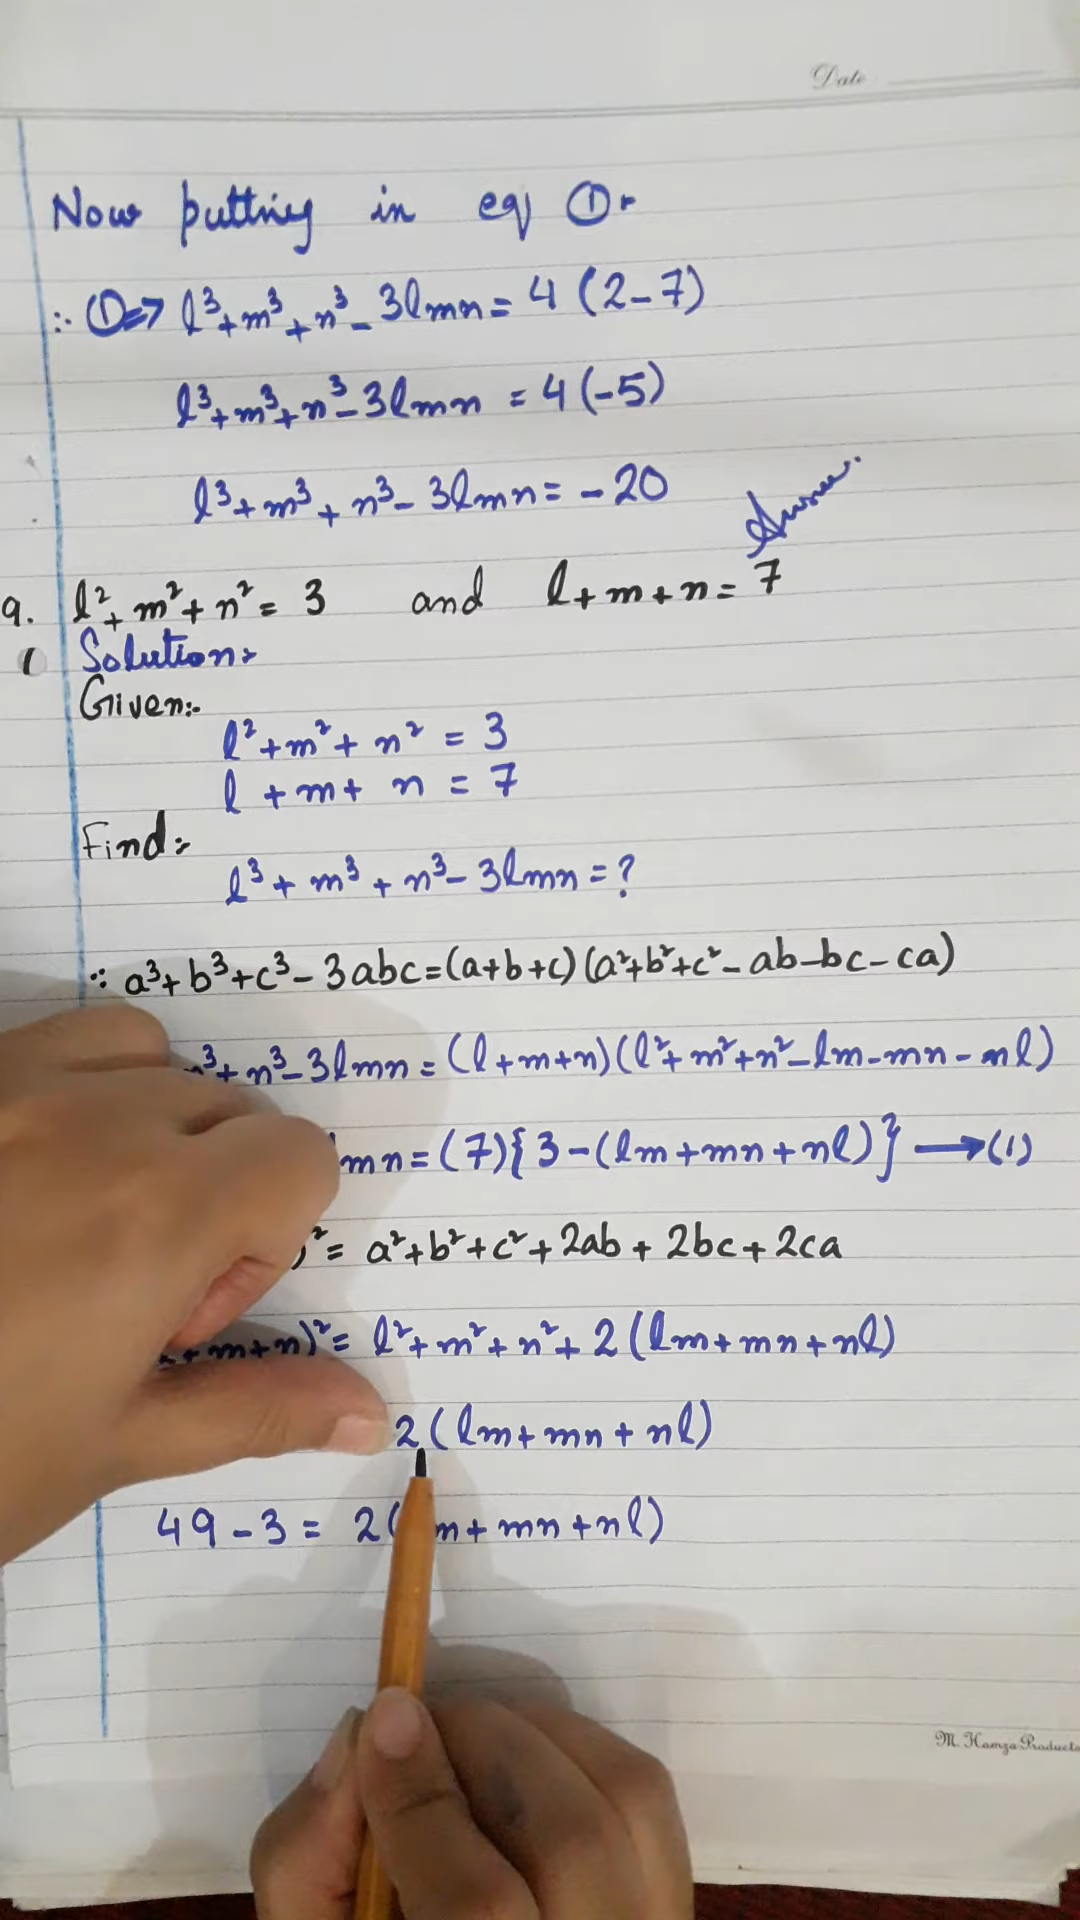 Date
Now putting in eq ①:-
∴ ①=> l³+m³+n³-3lmn=4(2-7)
l³+m³+n³-3lmn=4(-5)
l³+m³+n³-3lmn=-20
Answer.
9. l²+m²+n²=3 and l+m+n=7
Solution:-
Given:-
l²+m²+n²=3
l+m+n=7
Find:-
l³+m³+n³-3lmn=?
∵ a³+b³+c³-3abc=(a+b+c)(a²+b²+c²-ab-bc-ca)
³+n³-3lmn=(l+m+n)(l²+m²+n²-lm-mn-nl)
lmn=(7){3-(lm+mn+nl)}→(1)
)²=a²+b²+c²+2ab+2bc+2ca
+m+n)²=l²+m²+n²+2(lm+mn+nl)
2(lm+mn+nl)
49-3=2( m+mn+nl)
M. Hamza Products